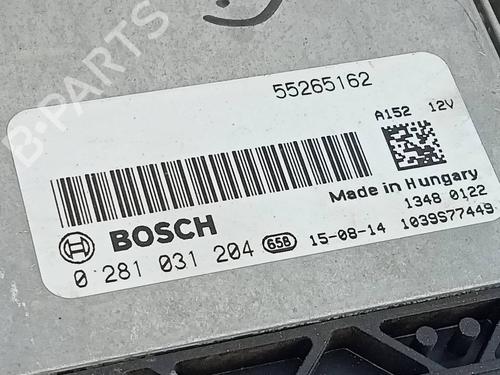 B-PARTS
55265162
A152 12V
Made in Hungary
1348 0122
BOSCH
0 281 031 204 658 15-08-14 1039S77449